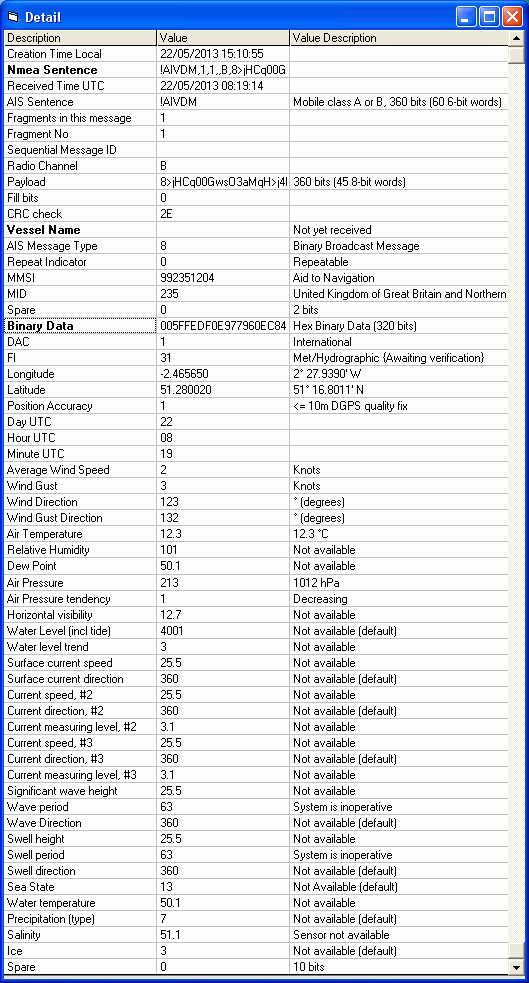 Detail
Description Value Value Description
Creation Time Local 22/05/2013 15:10:55
Nmea Sentence !AIVDM,1,1,,B,8>jHCq00G
Received Time UTC 22/05/2013 08:19:14
AIS Sentence !AIVDM Mobile class A or B, 360 bits (60 6-bit words)
Fragments in this message 1
Fragment No 1
Sequential Message ID
Radio Channel B
Payload 8>jHCq00GwsO3aMqH>j4l 360 bits (45 8-bit words)
Fill bits 0
CRC check 2E
Vessel Name Not yet received
AIS Message Type 8 Binary Broadcast Message
Repeat Indicator 0 Repeatable
MMSI 992351204 Aid to Navigation
MID 235 United Kingdom of Great Britain and Northern
Spare 0 2 bits
Binary Data 005FFEDF0E977960EC84 Hex Binary Data (320 bits)
DAC 1 International
FI 31 Met/Hydrographic {Awaiting verification}
Longitude -2.465650 2° 27.9390' W
Latitude 51.280020 51° 16.8011' N
Position Accuracy 1 <= 10m DGPS quality fix
Day UTC 22
Hour UTC 08
Minute UTC 19
Average Wind Speed 2 Knots
Wind Gust 3 Knots
Wind Direction 123 ° (degrees)
Wind Gust Direction 132 ° (degrees)
Air Temperature 12.3 12.3 °C
Relative Humidity 101 Not available
Dew Point 50.1 Not available
Air Pressure 213 1012 hPa
Air Pressure tendency 1 Decreasing
Horizontal visibility 12.7 Not available
Water Level (incl tide) 4001 Not available (default)
Water level trend 3 Not available
Surface current speed 25.5 Not available
Surface current direction 360 Not available (default)
Current speed, #2 25.5 Not available
Current direction, #2 360 Not available (default)
Current measuring level, #2 3.1 Not available
Current speed, #3 25.5 Not available
Current direction, #3 360 Not available (default)
Current measuring level, #3 3.1 Not available
Significant wave height 25.5 Not available
Wave period 63 System is inoperative
Wave Direction 360 Not available (default)
Swell height 25.5 Not available
Swell period 63 System is inoperative
Swell direction 360 Not available (default)
Sea State 13 Not Available (default)
Water temperature 50.1 Not available
Precipitation (type) 7 Not available (default)
Salinity 51.1 Sensor not available
Ice 3 Not available (default)
Spare 0 10 bits